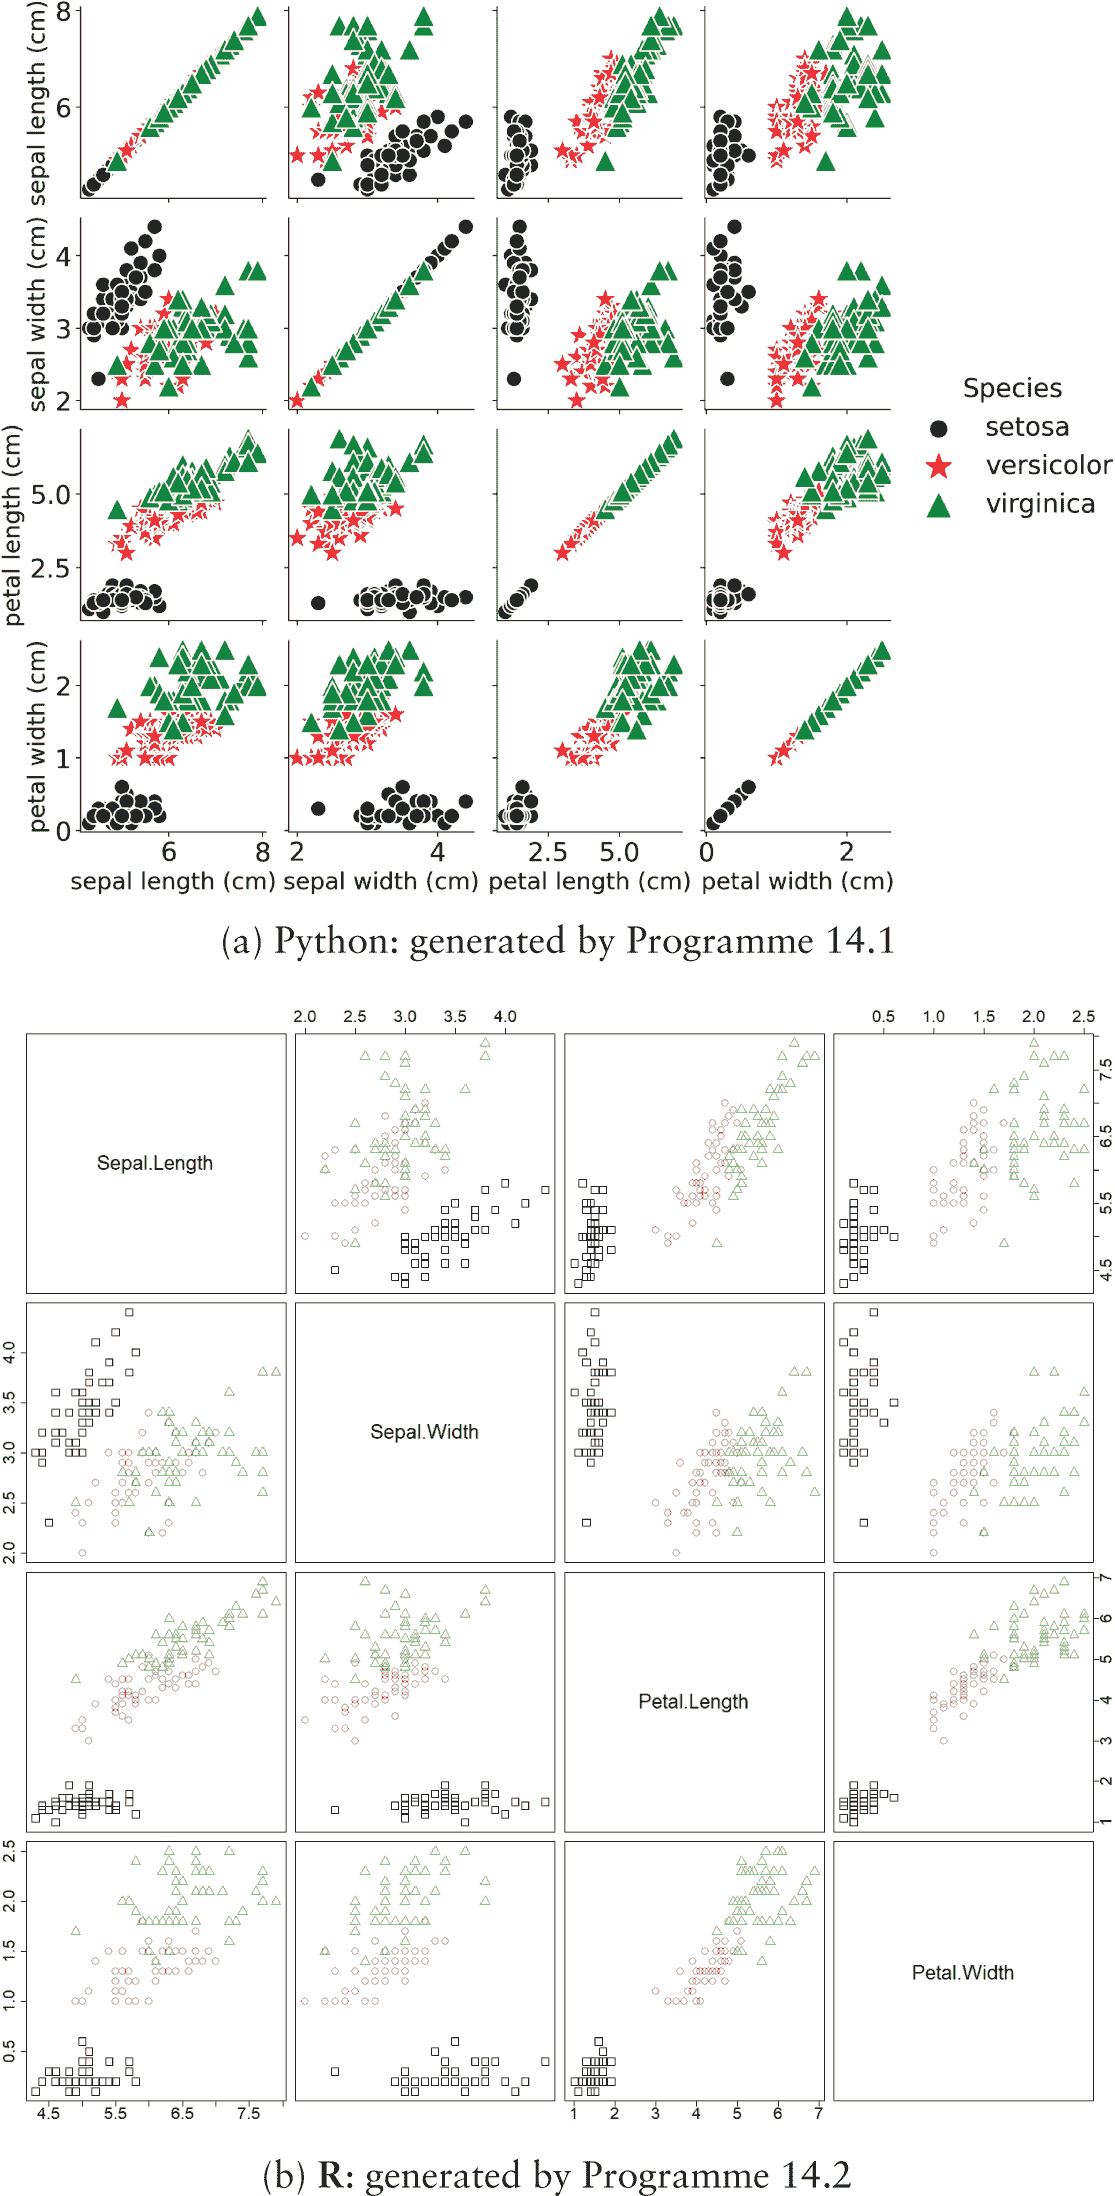 8
6
sepal length (cm)
4
3
2
sepal width (cm)
5.0
2.5
petal length (cm)
2
1
0
petal width (cm)
6 8 2 4 2.5 5.0 0 2
sepal length (cm) sepal width (cm) petal length (cm) petal width (cm)
Species
setosa
versicolor
virginica
(a) Python: generated by Programme 14.1
2.0 2.5 3.0 3.5 4.0 0.5 1.0 1.5 2.0 2.5
Sepal.Length
7.5
6.5
5.5
4.5
4.0
3.5
3.0
2.5
2.0
Sepal.Width
Petal.Length
7
6
5
4
3
2
1
2.5
2.0
1.5
1.0
0.5
Petal.Width
4.5 5.5 6.5 7.5 1 2 3 4 5 6 7
(b) R: generated by Programme 14.2